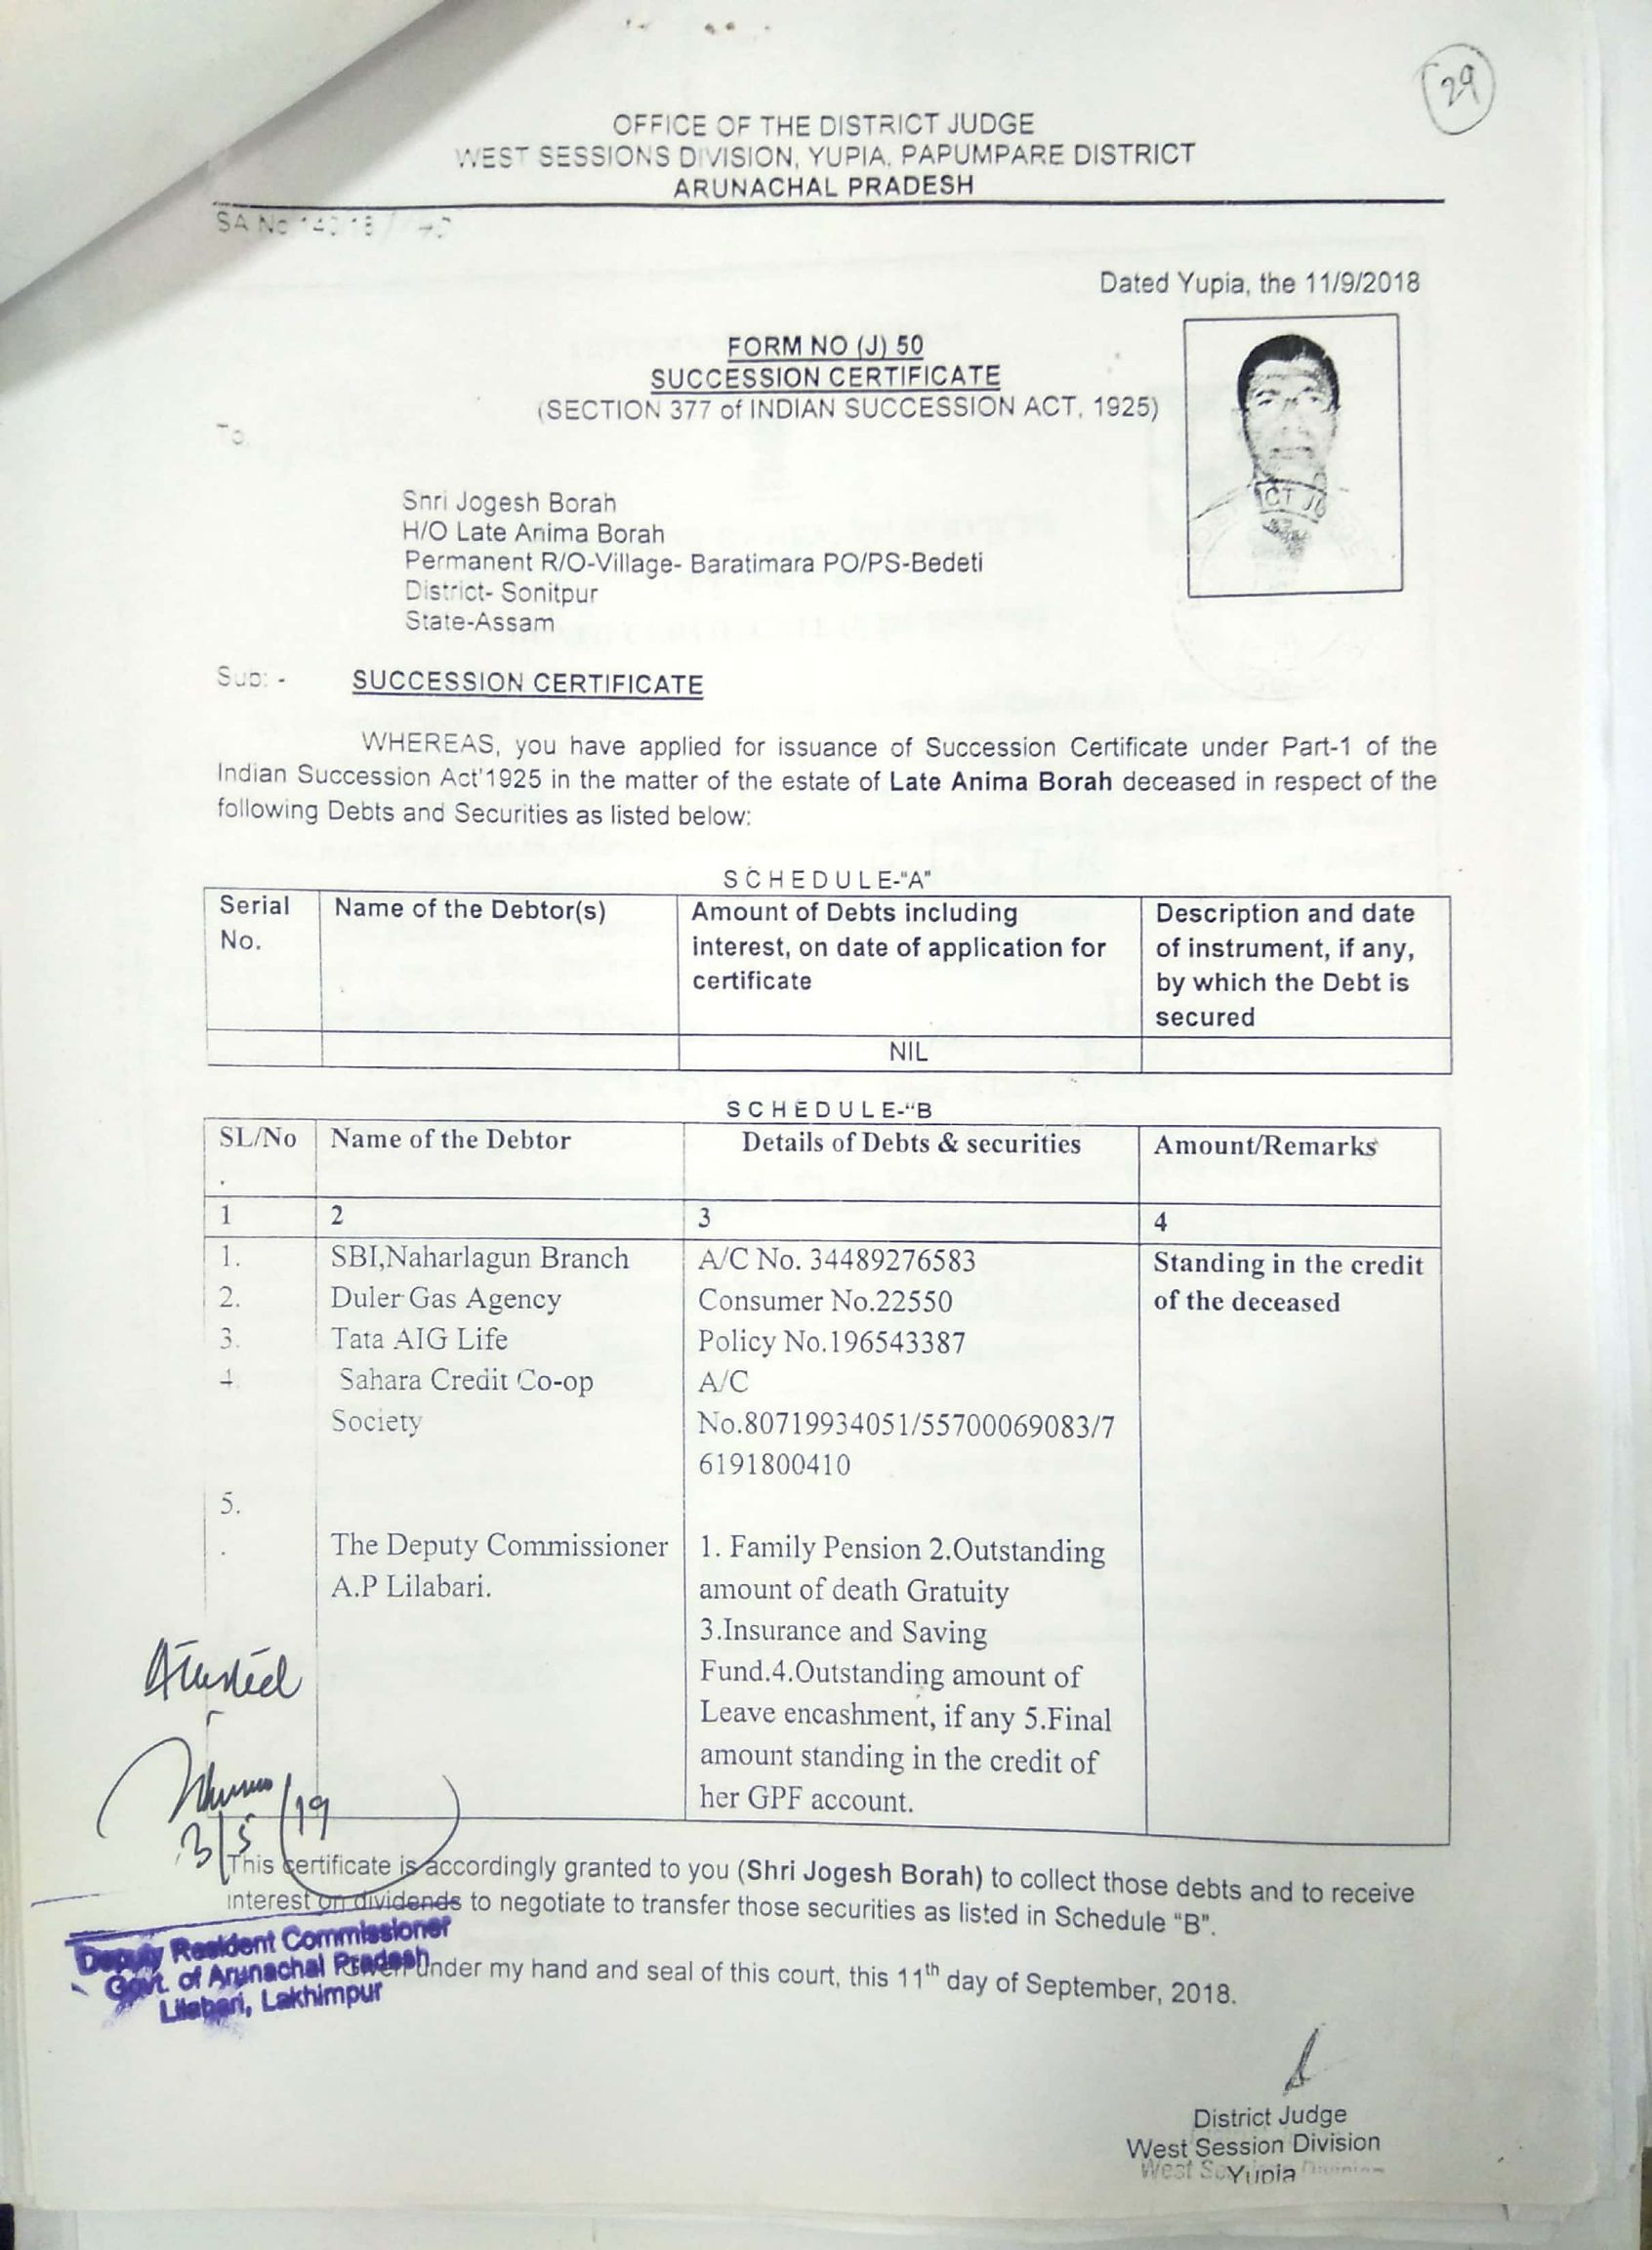 29
OFFICE OF THE DISTRICT JUDGE
WEST SESSIONS DIVISION, YUPIA, PAPUMPARE DISTRICT
ARUNACHAL PRADESH
SA No
Dated Yupia, the 11/9/2018
FORM NO (J) 50
SUCCESSION CERTIFICATE
(SECTION 377 of INDIAN SUCCESSION ACT, 1925)
To,
CT JU
Shri Jogesh Borah
H/O Late Anima Borah
Permanent R/O-Village- Baratimara PO/PS-Bedeti
District- Sonitpur
State-Assam
Sub: - SUCCESSION CERTIFICATE
WHEREAS, you have applied for issuance of Succession Certificate under Part-1 of the
Indian Succession Act'1925 in the matter of the estate of Late Anima Borah deceased in respect of the
following Debts and Securities as listed below:
SCHEDULE-"A"
Serial No. Name of the Debtor(s) Amount of Debts including interest, on date of application for certificate Description and date of instrument, if any, by which the Debt is secured
NIL
SCHEDULE-"B
SL/No . Name of the Debtor Details of Debts & securities Amount/Remarks
1 2 3 4
1. SBI,Naharlagun Branch A/C No. 34489276583 Standing in the credit
2. Duler Gas Agency Consumer No.22550 of the deceased
3. Tata AIG Life Policy No.196543387
4. Sahara Credit Co-op A/C
Society No.80719934051/55700069083/7
6191800410
5.
. The Deputy Commissioner 1. Family Pension 2.Outstanding
A.P Lilabari. amount of death Gratuity
3.Insurance and Saving
Fund.4.Outstanding amount of
Leave encashment, if any 5.Final
amount standing in the credit of
her GPF account.
Attested
3/5/19
This certificate is accordingly granted to you (Shri Jogesh Borah) to collect those debts and to receive
interest on dividends to negotiate to transfer those securities as listed in Schedule "B".
Deputy Resident Commissioner
Govt. of Arunachal Pradesh
Lilabari, Lakhimpur
Given under my hand and seal of this court, this 11th day of September, 2018.
District Judge
West Session Division
Yupia